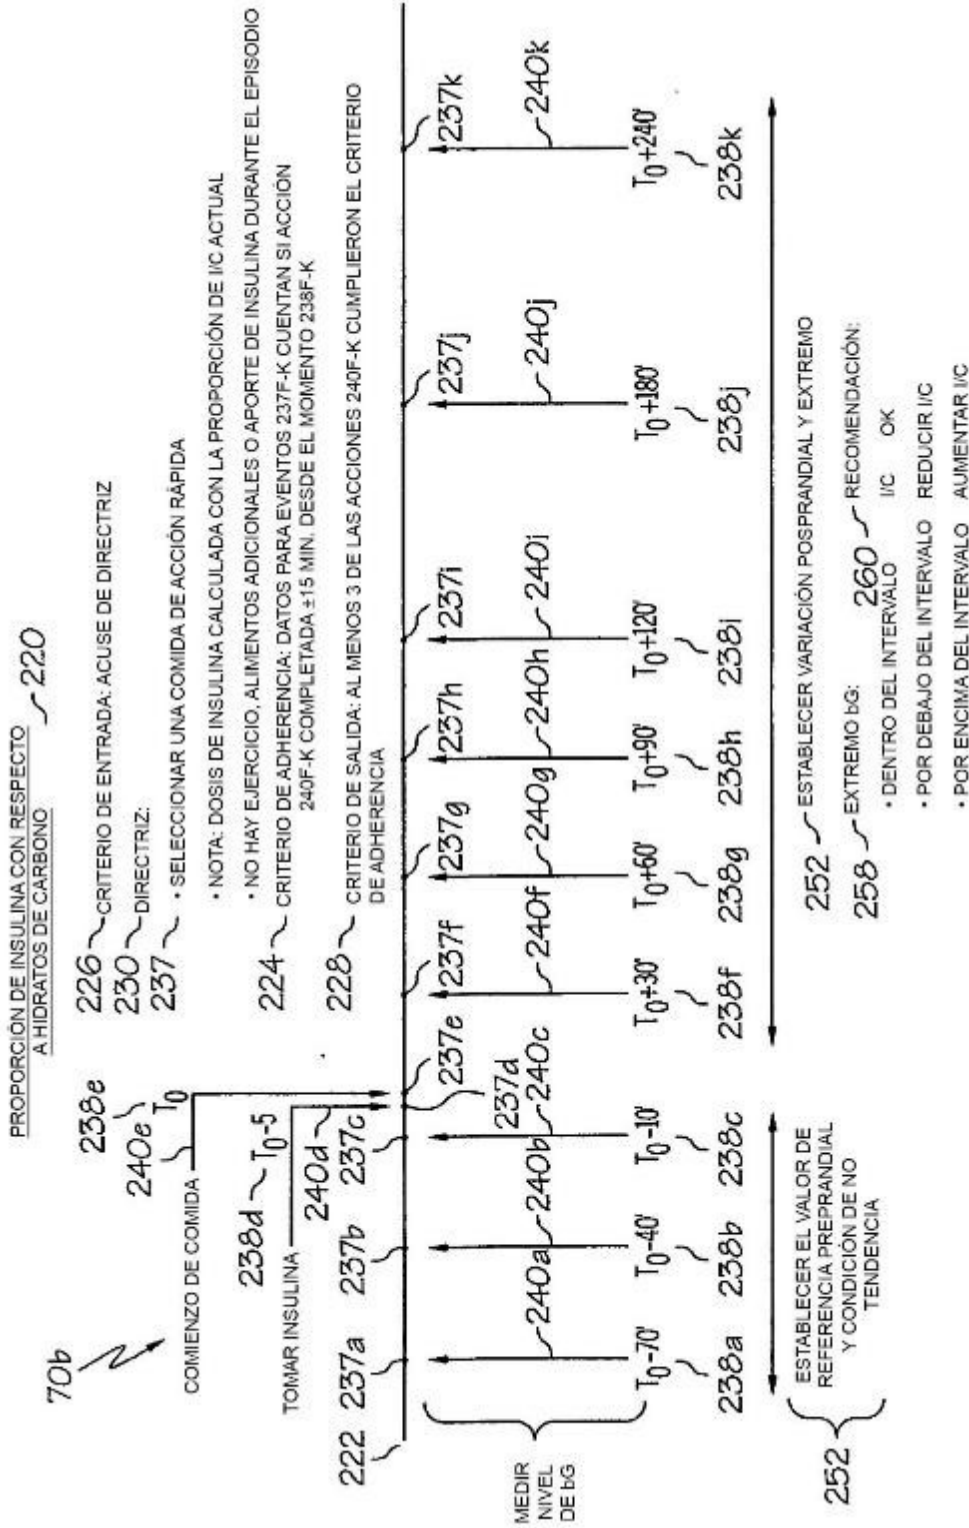 PROPORCIÓN DE INSULINA CON RESPECTO
A HIDRATOS DE CARBONO
220
70b
238e
T0
240e
COMIENZO DE COMIDA
238d
T0-5
240d
TOMAR INSULINA
226
CRITERIO DE ENTRADA: ACUSE DE DIRECTRIZ
230
DIRECTRIZ:
237
• SELECCIONAR UNA COMIDA DE ACCIÓN RÁPIDA
• NOTA: DOSIS DE INSULINA CALCULADA CON LA PROPORCIÓN DE I/C ACTUAL
• NO HAY EJERCICIO, ALIMENTOS ADICIONALES O APORTE DE INSULINA DURANTE EL EPISODIO
224
CRITERIO DE ADHERENCIA: DATOS PARA EVENTOS 237F-K CUENTAN SI ACCIÓN
240F-K COMPLETADA ±15 MIN. DESDE EL MOMENTO 238F-K
228
CRITERIO DE SALIDA: AL MENOS 3 DE LAS ACCIONES 240F-K CUMPLIERON EL CRITERIO
DE ADHERENCIA
222
237a
237b
237c
237d
237e
237f
237g
237h
237i
237j
237k
MEDIR
NIVEL
DE bG
240a
240b
240c
240f
240g
240h
240i
240j
240k
T0-70'
T0-40'
T0-10'
T0+30'
T0+60'
T0+90'
T0+120'
T0+180'
T0+240'
238a
238b
238c
238f
238g
238h
238i
238j
238k
252
ESTABLECER EL VALOR DE
REFERENCIA PREPRANDIAL
Y CONDICIÓN DE NO
TENDENCIA
252
ESTABLECER VARIACIÓN POSPRANDIAL Y EXTREMO
258
EXTREMO bG:
260
RECOMENDACIÓN:
• DENTRO DEL INTERVALO I/C OK
• POR DEBAJO DEL INTERVALO REDUCIR I/C
• POR ENCIMA DEL INTERVALO AUMENTAR I/C